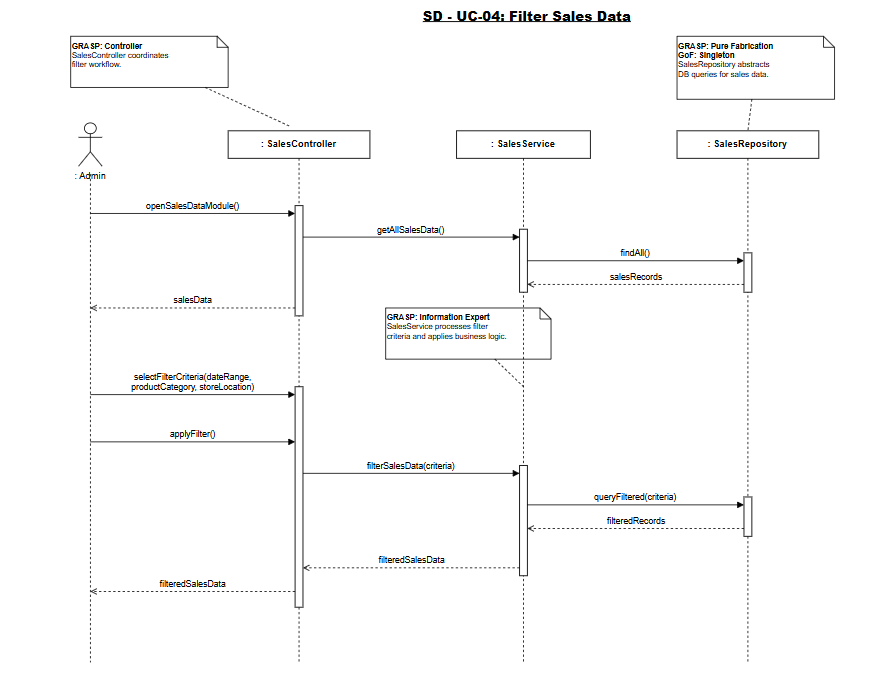 SD - UC-04: Filter Sales Data
GRASP: Controller
SalesController coordinates
filter workflow.
GRASP: Pure Fabrication
GoF: Singleton
SalesRepository abstracts
DB queries for sales data.
: Admin
: SalesController
: SalesService
: SalesRepository
openSalesDataModule()
getAllSalesData()
findAll()
salesRecords
salesData
GRASP: Information Expert
SalesService processes filter
criteria and applies business logic.
selectFilterCriteria(dateRange,
productCategory, storeLocation)
applyFilter()
filterSalesData(criteria)
queryFiltered(criteria)
filteredRecords
filteredSalesData
filteredSalesData